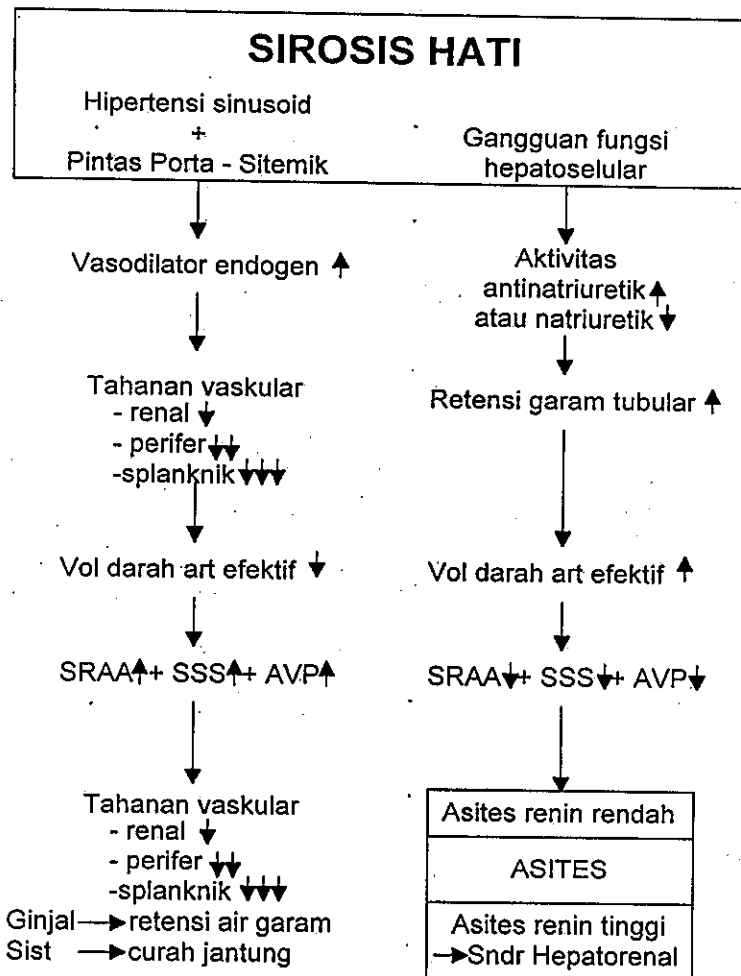 SIROSIS HATI
Hipertensi sinusoid
+
Pintas Porta - Sitemik
Gangguan fungsi
hepatoselular
Vasodilator endogen ↑
Tahanan vaskular
- renal ↓
- perifer ↓↓
-splanknik ↓↓↓
Vol darah art efektif ↓
SRAA↑+ SSS↑+ AVP↑
Tahanan vaskular
- renal ↓
- perifer ↓↓
-splanknik ↓↓↓
Ginjal → retensi air garam
Sist → curah jantung
Aktivitas
antinatriuretik ↑
atau natriuretik ↓
Retensi garam tubular ↑
Vol darah art efektif ↑
SRAA↓+ SSS↓+ AVP↓
Asites renin rendah
ASITES
Asites renin tinggi
→Sndr Hepatorenal